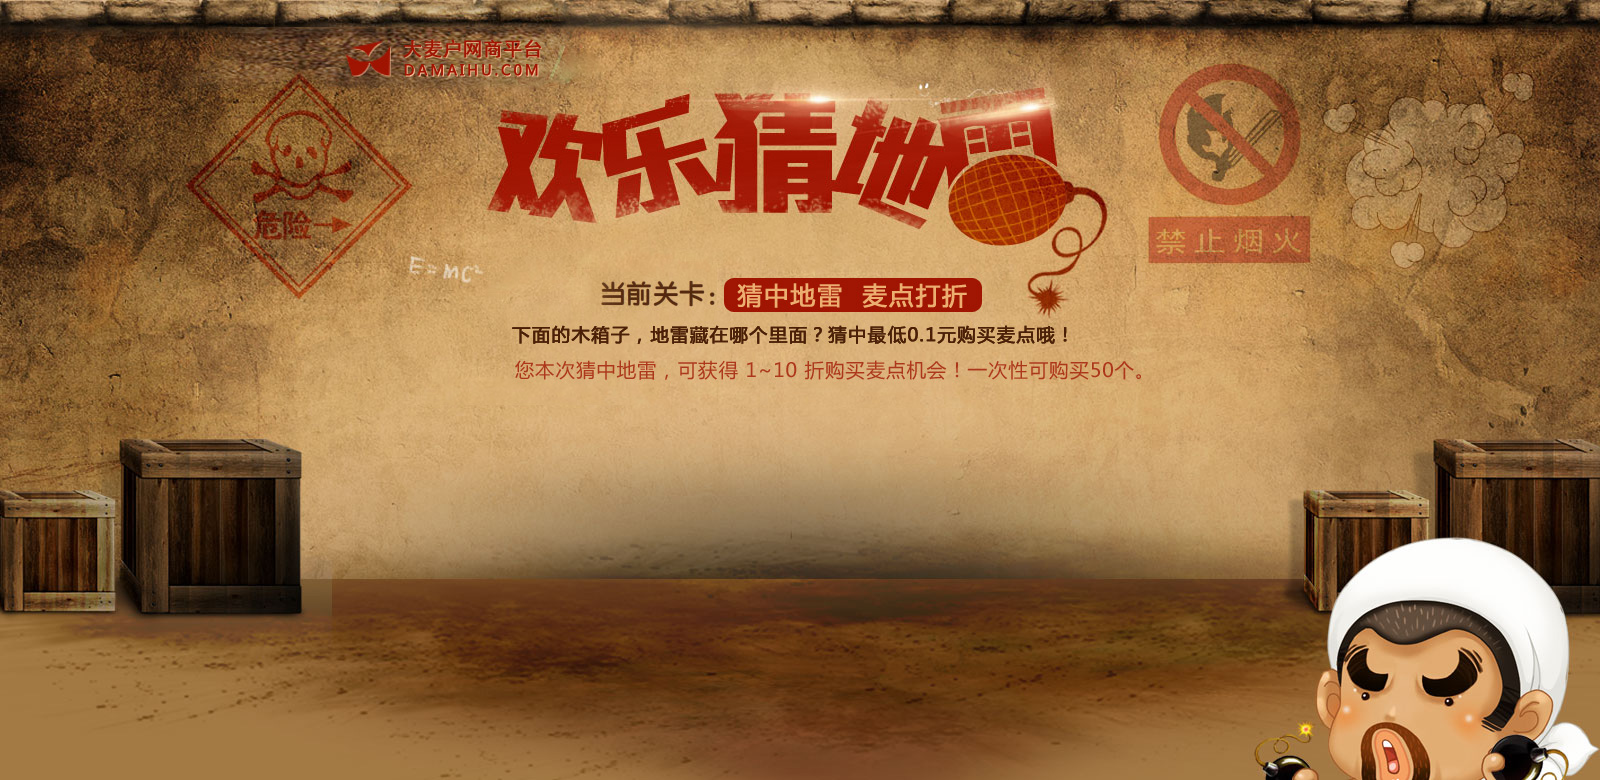 大麦户网商平台
DAMAIHU.COM
欢乐猜地雷
危险
禁止烟火
E=MC²
当前关卡：猜中地雷 麦点打折
下面的木箱子，地雷藏在哪个里面？猜中最低0.1元购买麦点哦！
您本次猜中地雷，可获得 1~10 折购买麦点机会！一次性可购买50个。